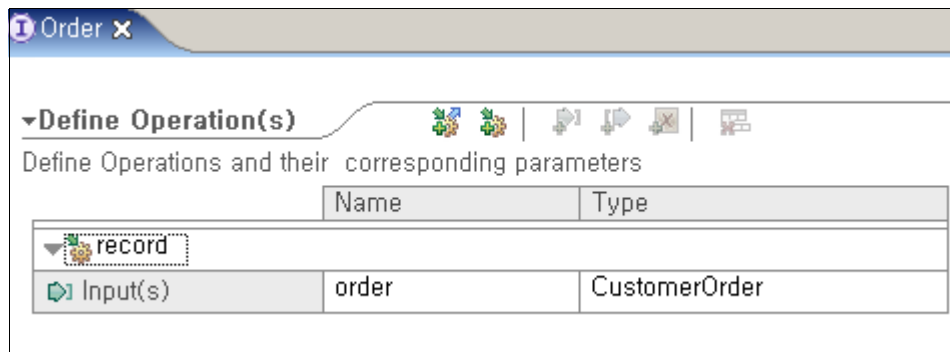 Order
Define Operation(s)
Define Operations and their corresponding parameters
Name Type
record
Input(s) order CustomerOrder